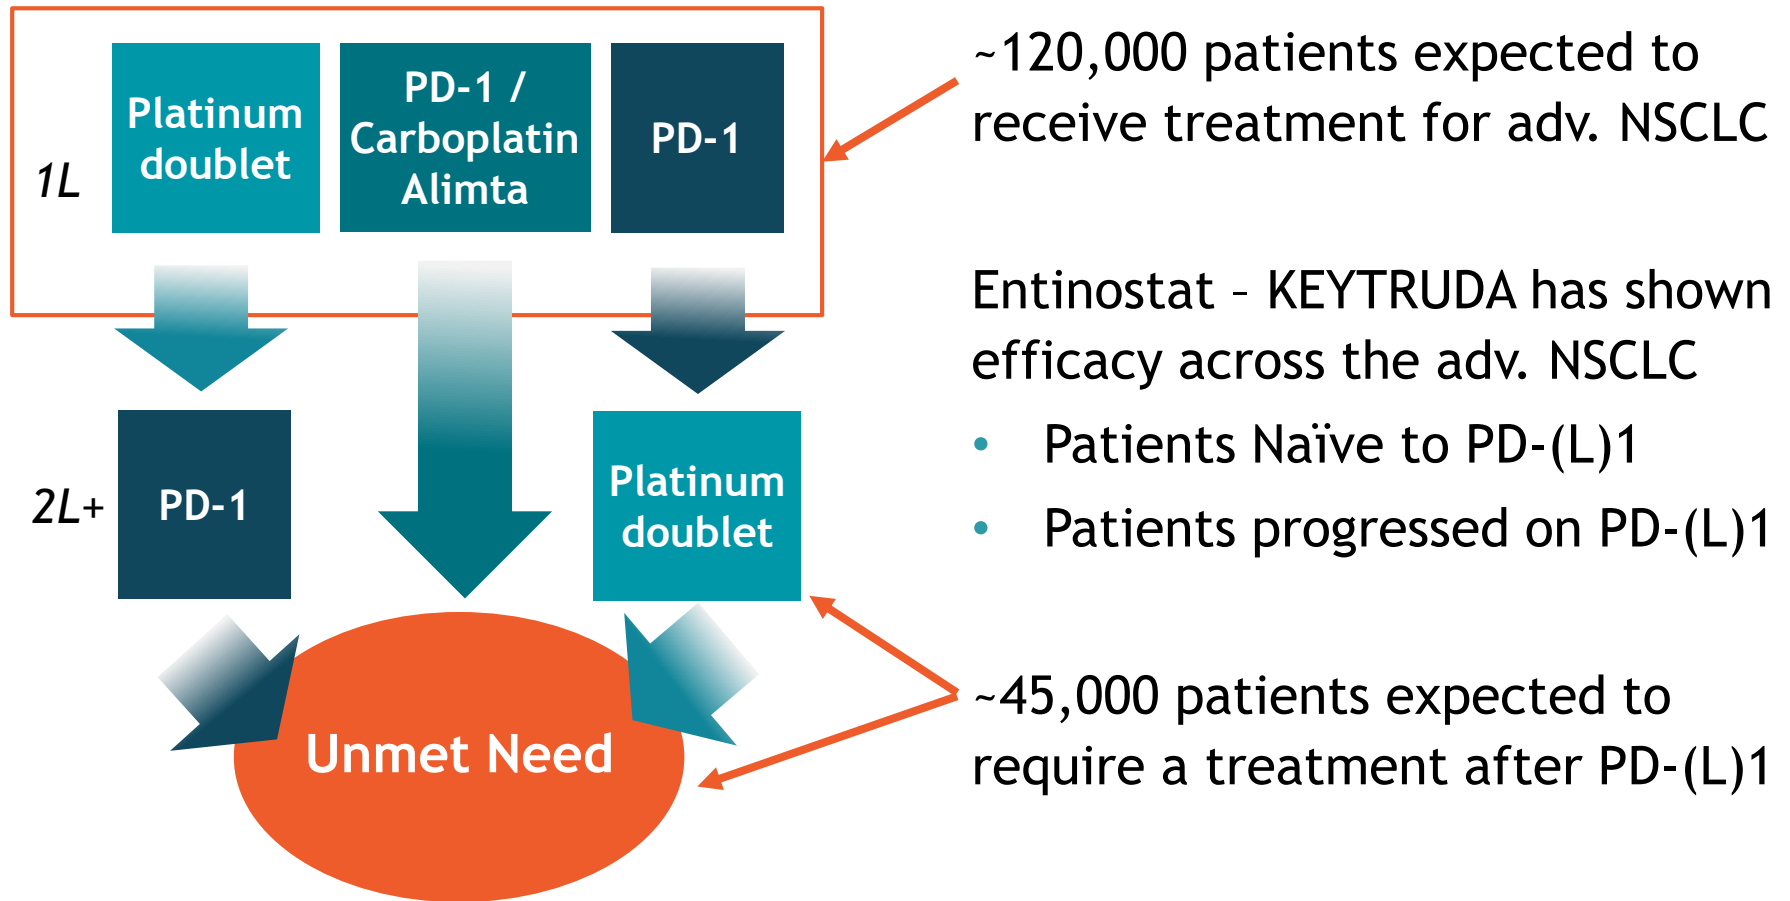 1L
Platinum
doublet
PD-1 /
Carboplatin
Alimta
PD-1
2L+
PD-1
Platinum
doublet
Unmet Need
~120,000 patients expected to
receive treatment for adv. NSCLC
Entinostat – KEYTRUDA has shown
efficacy across the adv. NSCLC
• Patients Naïve to PD-(L)1
• Patients progressed on PD-(L)1
~45,000 patients expected to
require a treatment after PD-(L)1